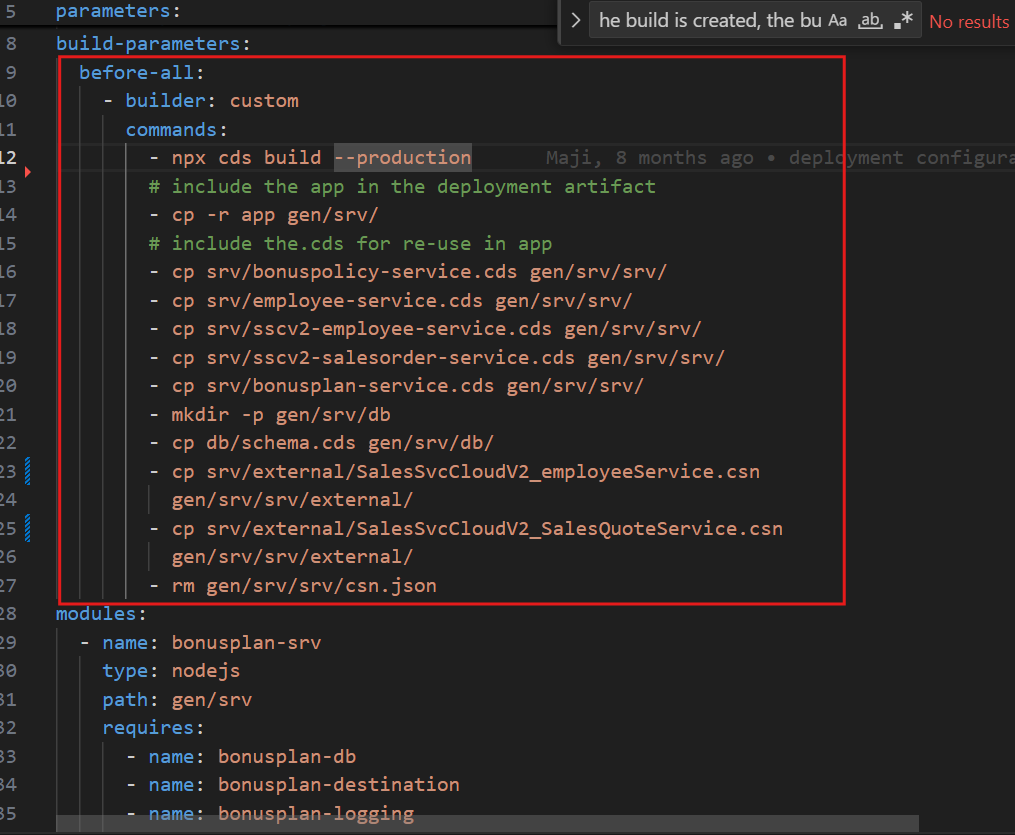 5 parameters:
he build is created, the bu Aa ab .* No results
8 build-parameters:
9 before-all:
10 - builder: custom
11 commands:
12 - npx cds build --production Maji, 8 months ago • deployment configura
13 # include the app in the deployment artifact
14 - cp -r app gen/srv/
15 # include the.cds for re-use in app
16 - cp srv/bonuspolicy-service.cds gen/srv/srv/
17 - cp srv/employee-service.cds gen/srv/srv/
18 - cp srv/sscv2-employee-service.cds gen/srv/srv/
19 - cp srv/sscv2-salesorder-service.cds gen/srv/srv/
20 - cp srv/bonusplan-service.cds gen/srv/srv/
21 - mkdir -p gen/srv/db
22 - cp db/schema.cds gen/srv/db/
23 - cp srv/external/SalesSvcCloudV2_employeeService.csn
24 gen/srv/srv/external/
25 - cp srv/external/SalesSvcCloudV2_SalesQuoteService.csn
26 gen/srv/srv/external/
27 - rm gen/srv/srv/csn.json
28 modules:
29 - name: bonusplan-srv
30 type: nodejs
31 path: gen/srv
32 requires:
33 - name: bonusplan-db
34 - name: bonusplan-destination
35 - name: bonusplan-logging